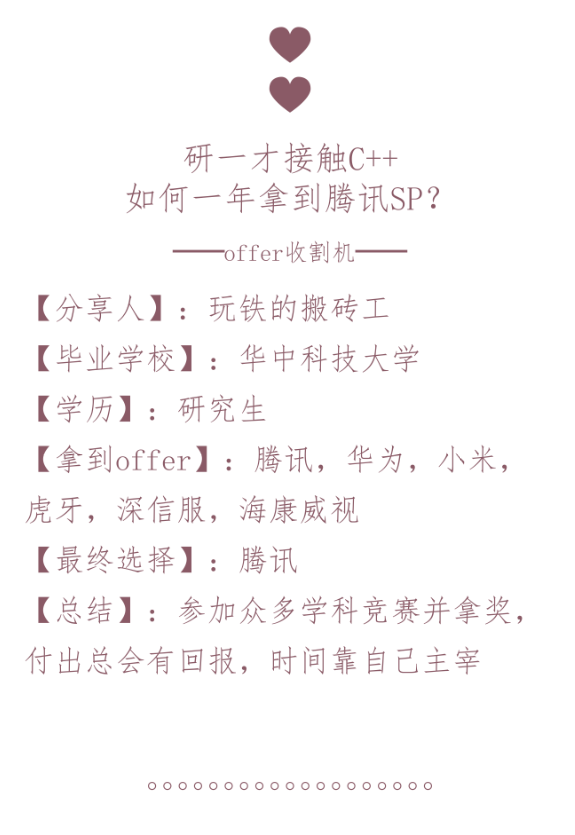 研一才接触C++
如何一年拿到腾讯SP？
——offer收割机——
【分享人】：玩铁的搬砖工
【毕业学校】：华中科技大学
【学历】：研究生
【拿到offer】：腾讯，华为，小米，
虎牙，深信服，海康威视
【最终选择】：腾讯
【总结】：参加众多学科竞赛并拿奖，
付出总会有回报，时间靠自己主宰